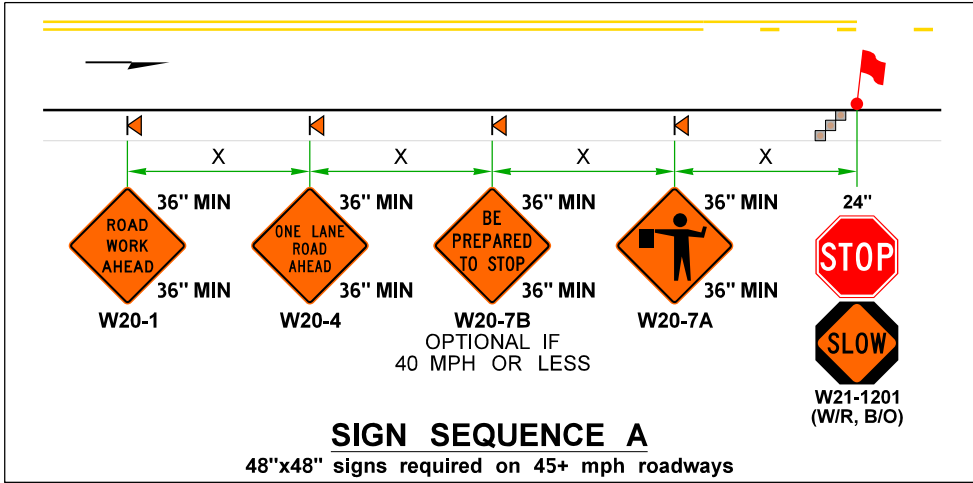 X X X X
36" MIN 36" MIN 36" MIN 36" MIN 24"
ROAD
WORK
AHEAD
ONE LANE
ROAD
AHEAD
BE
PREPARED
TO STOP
STOP
36" MIN 36" MIN 36" MIN 36" MIN
W20-1 W20-4 W20-7B W20-7A
OPTIONAL IF
40 MPH OR LESS
SLOW
W21-1201
(W/R, B/O)
SIGN SEQUENCE A
48"x48" signs required on 45+ mph roadways